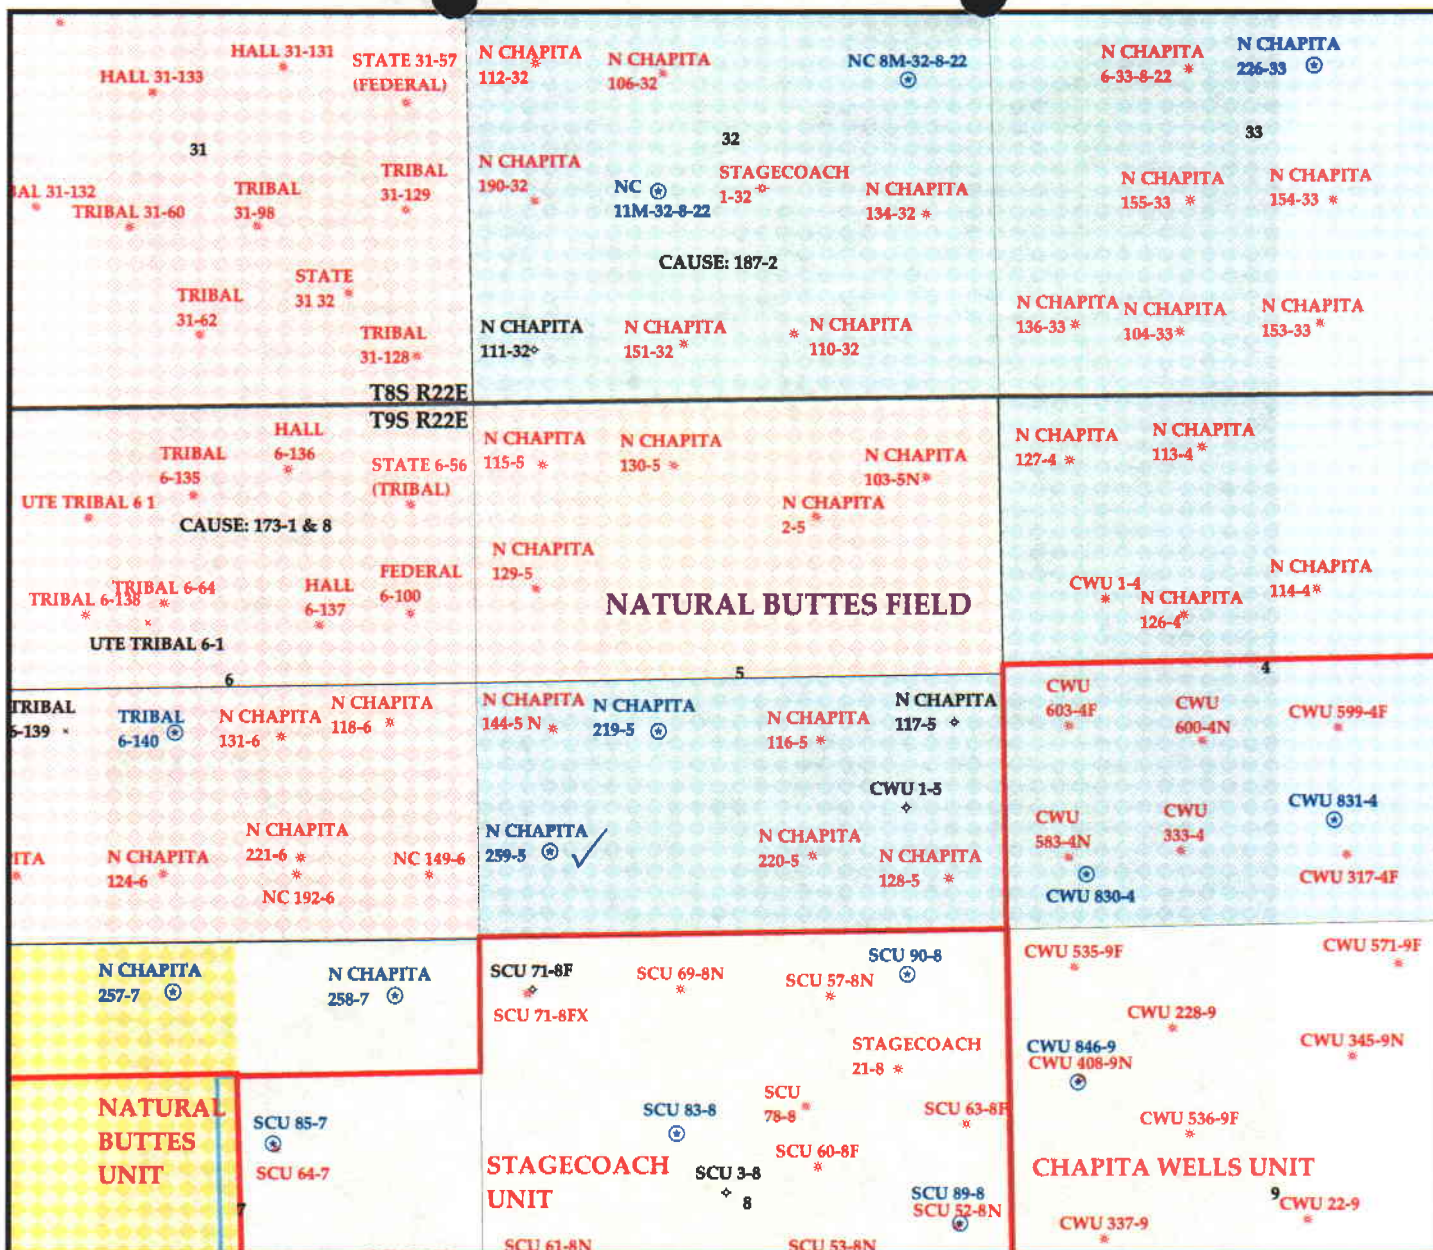 HALL 31-131
HALL 31-133
STATE 31-57
(FEDERAL)
31
TRIBAL
31-129
31-132
TRIBAL 31-60
TRIBAL
31-98
STATE
31 32
TRIBAL
31-62
TRIBAL
31-128
T8S R22E
N CHAPITA
112-32
N CHAPITA
106-32
NC 8M-32-8-22
32
N CHAPITA
190-32
NC
11M-32-8-22
STAGECOACH
1-32
N CHAPITA
134-32
CAUSE: 187-2
N CHAPITA
111-32
N CHAPITA
151-32
N CHAPITA
110-32
N CHAPITA
6-33-8-22
N CHAPITA
226-33
33
N CHAPITA
155-33
N CHAPITA
154-33
N CHAPITA
136-33
N CHAPITA
104-33
N CHAPITA
153-33
T9S R22E
HALL
6-136
TRIBAL
6-135
STATE 6-56
(TRIBAL)
UTE TRIBAL 6 1
CAUSE: 173-1 & 8
TRIBAL 6-64
TRIBAL 6-138
HALL
6-137
FEDERAL
6-100
UTE TRIBAL 6-1
6
N CHAPITA
115-5
N CHAPITA
130-5
N CHAPITA
103-5N
N CHAPITA
2-5
N CHAPITA
129-5
NATURAL BUTTES FIELD
5
N CHAPITA
127-4
N CHAPITA
113-4
CWU 1-4
N CHAPITA
126-4
N CHAPITA
114-4
4
TRIBAL
6-139
TRIBAL
6-140
N CHAPITA
131-6
N CHAPITA
118-6
N CHAPITA
124-6
N CHAPITA
221-6
NC 192-6
NC 149-6
N CHAPITA
144-5 N
N CHAPITA
219-5
N CHAPITA
116-5
N CHAPITA
117-5
CWU 1-5
N CHAPITA
259-5
N CHAPITA
220-5
N CHAPITA
128-5
CWU
603-4F
CWU
600-4N
CWU 599-4F
CWU
583-4N
CWU
333-4
CWU 831-4
CWU 830-4
CWU 317-4F
N CHAPITA
257-7
N CHAPITA
258-7
NATURAL
BUTTES
UNIT
SCU 85-7
SCU 64-7
7
SCU 71-8F
SCU 71-8FX
SCU 69-8N
SCU 57-8N
SCU 90-8
STAGECOACH
21-8
SCU
78-8
SCU 63-8F
SCU 83-8
SCU 60-8F
STAGECOACH
UNIT
SCU 3-8
8
SCU 89-8
SCU 52-8N
SCU 61-8N
SCU 53-8N
CWU 535-9F
CWU 571-9F
CWU 228-9
CWU 846-9
CWU 408-9N
CWU 345-9N
CWU 536-9F
CHAPITA WELLS UNIT
9
CWU 22-9
CWU 337-9